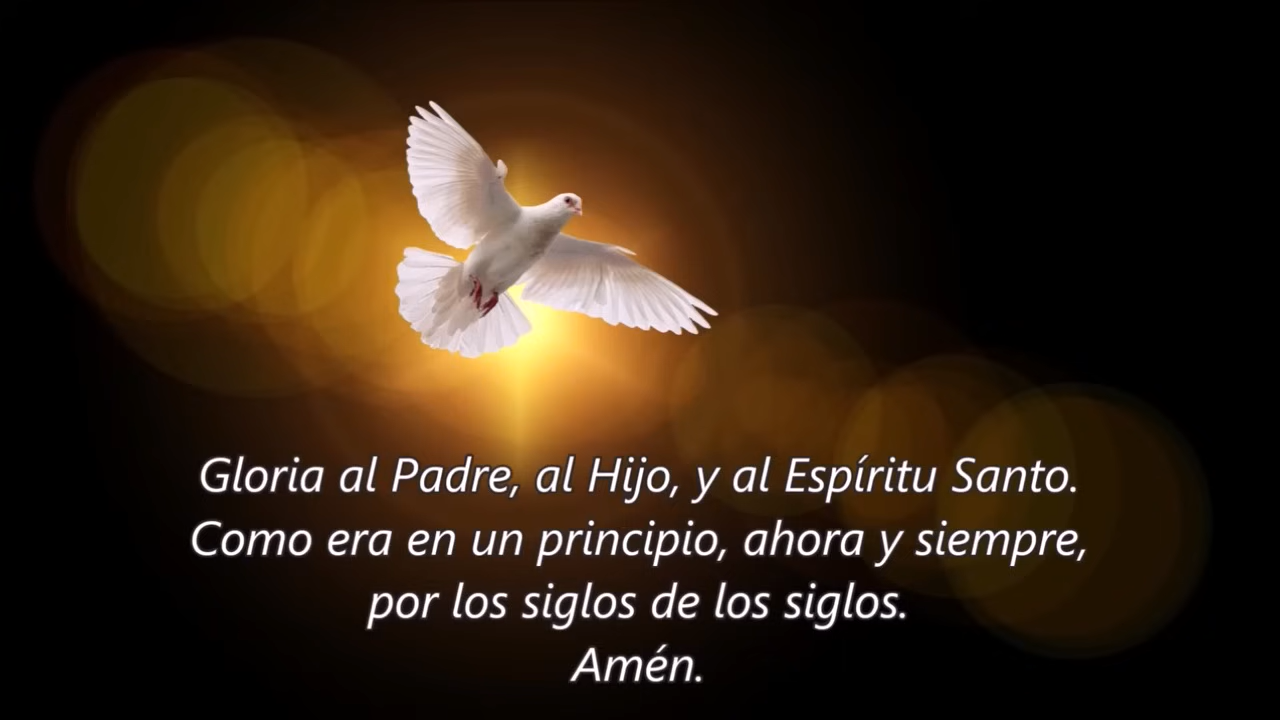 Gloria al Padre, al Hijo, y al Espíritu Santo.
Como era en un principio, ahora y siempre,
por los siglos de los siglos.
Amén.